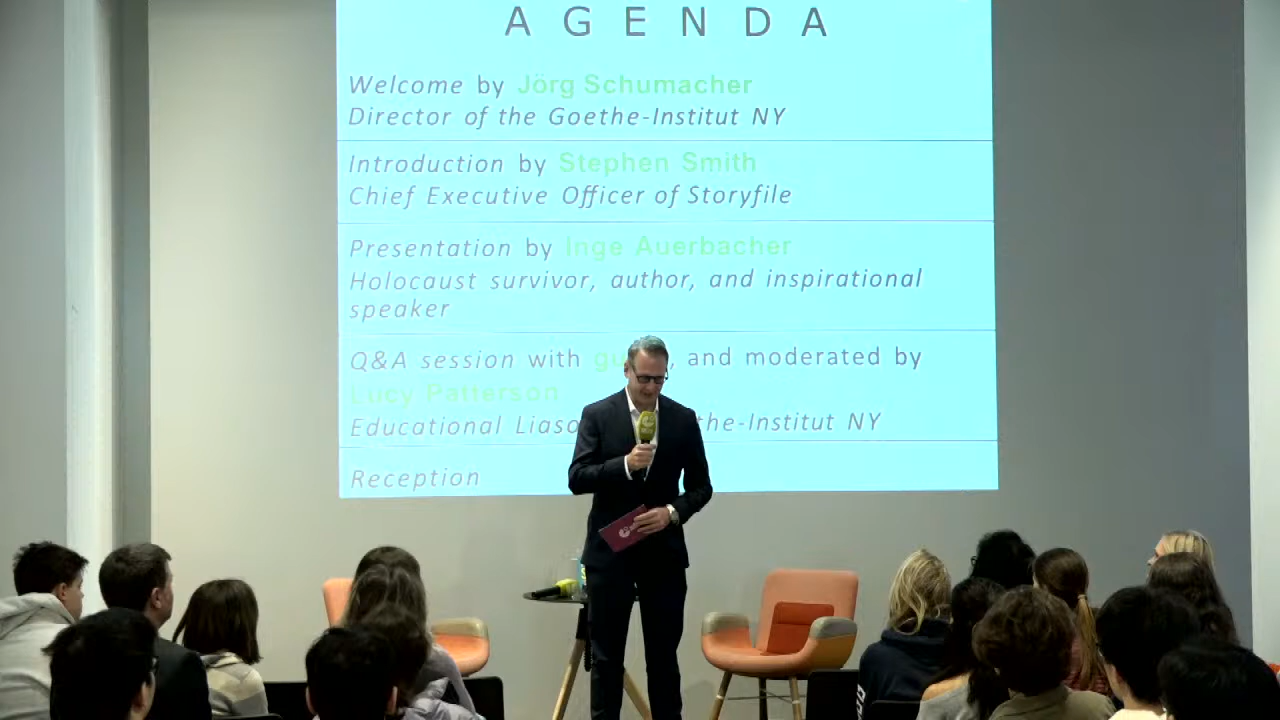 AGENDA
Welcome by Jörg Schumacher
Director of the Goethe-Institut NY
Introduction by Stephen Smith
Chief Executive Officer of Storyfile
Presentation by Inge Auerbacher
Holocaust survivor, author, and inspirational
speaker
Q&A session with , and moderated by
Lucy Patterson
Educational the-Institut NY
Reception